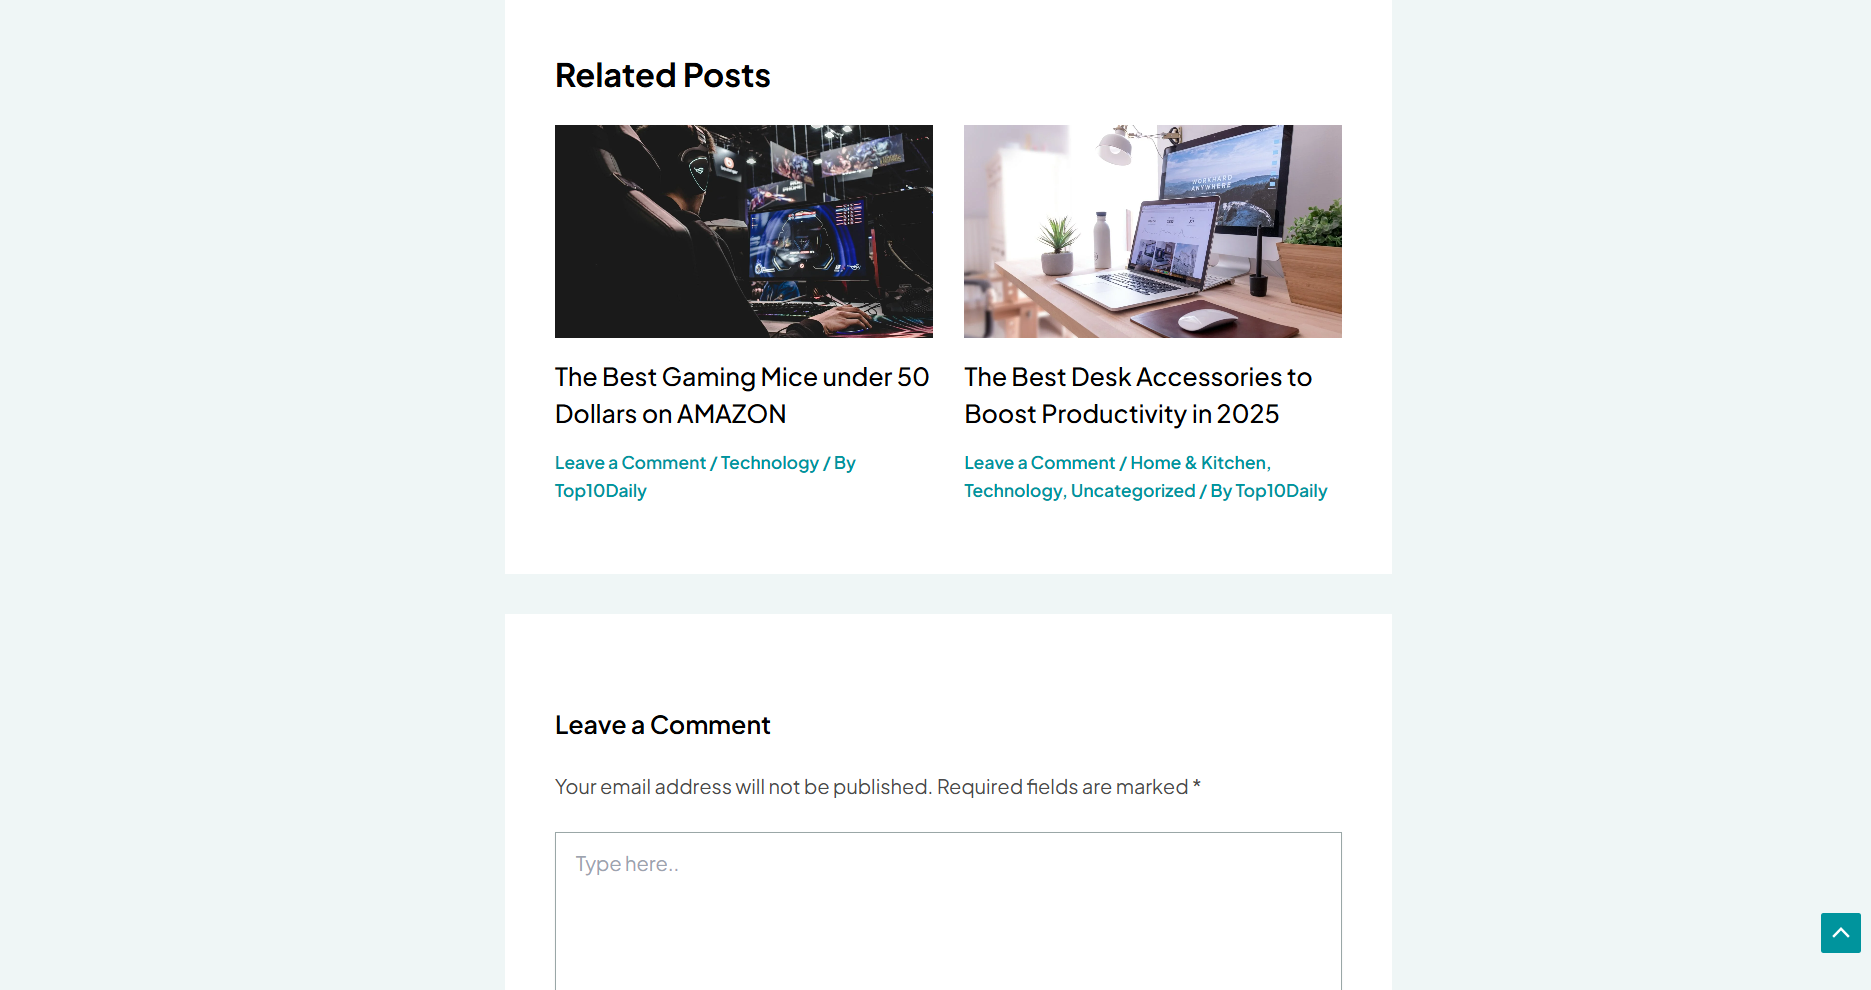 Related Posts
WORKHARD
ANYWHERE
The Best Gaming Mice under 50
Dollars on AMAZON
The Best Desk Accessories to
Boost Productivity in 2025
Leave a Comment / Technology / By
Top10Daily
Leave a Comment / Home & Kitchen,
Technology, Uncategorized / By Top10Daily
Leave a Comment
Your email address will not be published. Required fields are marked *
Type here..